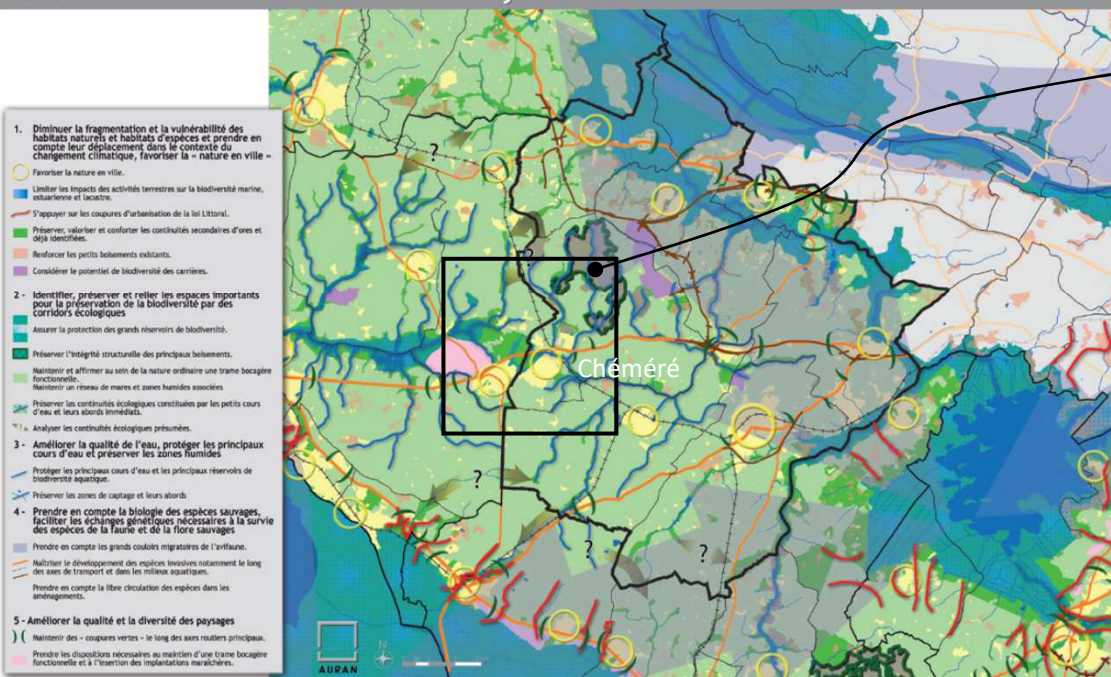 1. Diminuer la fragmentation et la vulnérabilité des
habitats naturels et habitats d'espèces et prendre en
compte leur déplacement dans le contexte du
changement climatique, favoriser la « nature en ville »
Favoriser la nature en ville.
Limiter les impacts des activités terrestres sur la biodiversité marine,
estuarienne et lacustre.
S'appuyer sur les coupures d'urbanisation de la loi Littoral.
Préserver, valoriser et conforter les continuités secondaires d'ores et
déjà identifiées.
Renforcer les petits boisements existants.
Considérer le potentiel de biodiversité des carrières.
2 - Identifier, préserver et relier les espaces importants
pour la préservation de la biodiversité par des
corridors écologiques
Assurer la protection des grands réservoirs de biodiversité.
Préserver l'intégrité structurelle des principaux boisements.
Maintenir et affirmer au sein de la nature ordinaire une trame bocagère
fonctionnelle.
Maintenir un réseau de mares et zones humides associées
Préserver les continuités écologiques constituées par les petits cours
d'eau et leurs abords immédiats.
Analyser les continuités écologiques présumées.
3 - Améliorer la qualité de l'eau, protéger les principaux
cours d'eau et préserver les zones humides
Protéger les principaux cours d'eau et les principaux réservoirs de
biodiversité aquatique.
Préserver les zones de captage et leurs abords
4 - Prendre en compte la biologie des espèces sauvages,
faciliter les échanges génétiques nécessaires à la survie
des espèces de la faune et de la flore sauvages
Prendre en compte les grands couloirs migratoires de l'avifaune.
Maîtriser le développement des espèces invasives notamment le long
des axes de transport et dans les milieux aquatiques.
Prendre en compte la libre circulation des espèces dans les
aménagements.
5 - Améliorer la qualité et la diversité des paysages
Maintenir des « coupures vertes » le long des axes routiers principaux.
Prendre les dispositions nécessaires au maintien d'une trame bocagère
fonctionnelle et à l'insertion des implantations maraîchères.
?
?
Chéméré
?
?
?
AURAN
N